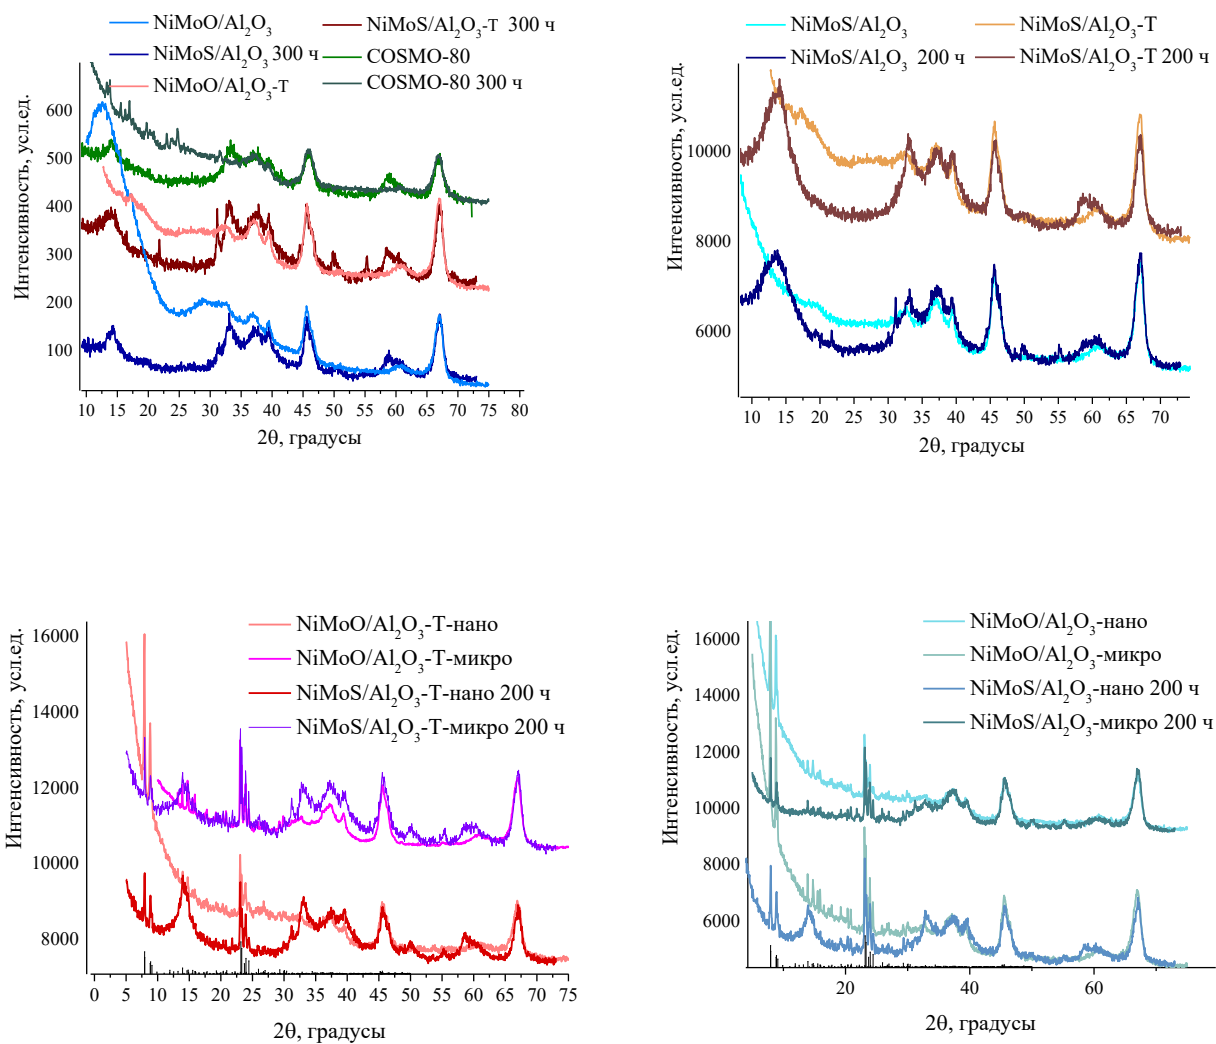 NiMoO/Al2O3
NiMoS/Al2O3 300 ч
NiMoO/Al2O3-T
NiMoS/Al2O3-T 300 ч
COSMO-80
COSMO-80 300 ч
Интенсивность, усл.ед.
600
500
400
300
200
100
10 15 20 25 30 35 40 45 50 55 60 65 70 75 80
2θ, градусы
NiMoS/Al2O3
NiMoS/Al2O3 200 ч
NiMoS/Al2O3-T
NiMoS/Al2O3-T 200 ч
Интенсивность, усл.ед.
10000
8000
6000
10 15 20 25 30 35 40 45 50 55 60 65 70
2θ, градусы
NiMoO/Al2O3-T-нано
NiMoO/Al2O3-T-микро
NiMoS/Al2O3-T-нано 200 ч
NiMoS/Al2O3-T-микро 200 ч
Интенсивность, усл.ед.
16000
14000
12000
10000
8000
0 5 10 15 20 25 30 35 40 45 50 55 60 65 70 75
2θ, градусы
NiMoO/Al2O3-нано
NiMoO/Al2O3-микро
NiMoS/Al2O3-нано 200 ч
NiMoS/Al2O3-микро 200 ч
Интенсивность, усл.ед.
16000
14000
12000
10000
8000
6000
20 40 60
2θ, градусы